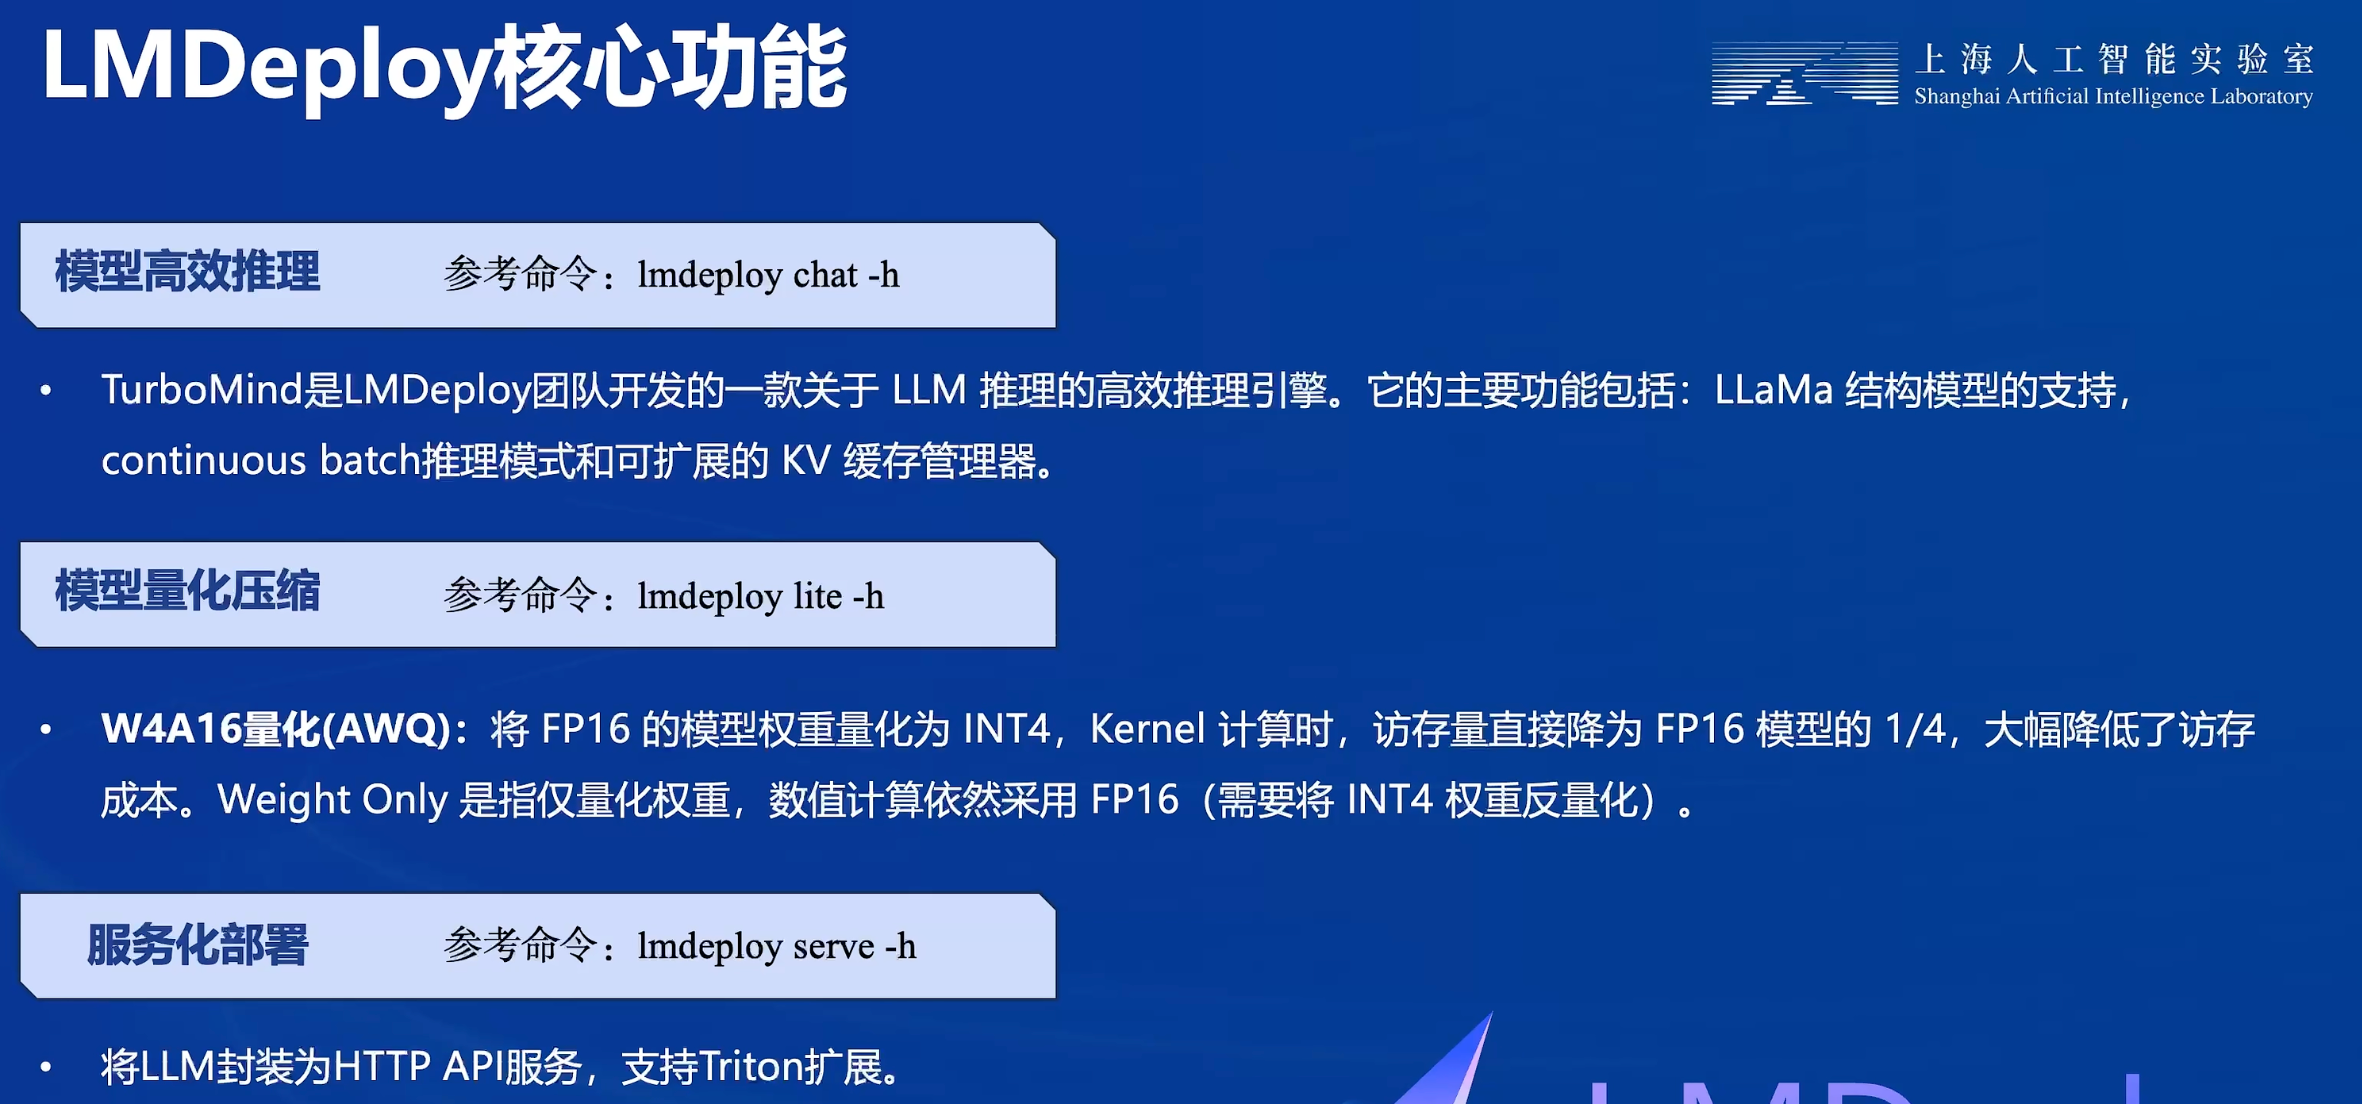 LMDeploy核心功能
上海人工智能实验室
Shanghai Artificial Intelligence Laboratory
模型高效推理 参考命令：lmdeploy chat -h
• TurboMind是LMDeploy团队开发的一款关于 LLM 推理的高效推理引擎。它的主要功能包括：LLaMa 结构模型的支持，
continuous batch推理模式和可扩展的 KV 缓存管理器。
模型量化压缩 参考命令：lmdeploy lite -h
• W4A16量化(AWQ)：将 FP16 的模型权重量化为 INT4，Kernel 计算时，访存量直接降为 FP16 模型的 1/4，大幅降低了访存
成本。Weight Only 是指仅量化权重，数值计算依然采用 FP16（需要将 INT4 权重反量化）。
服务化部署 参考命令：lmdeploy serve -h
• 将LLM封装为HTTP API服务，支持Triton扩展。